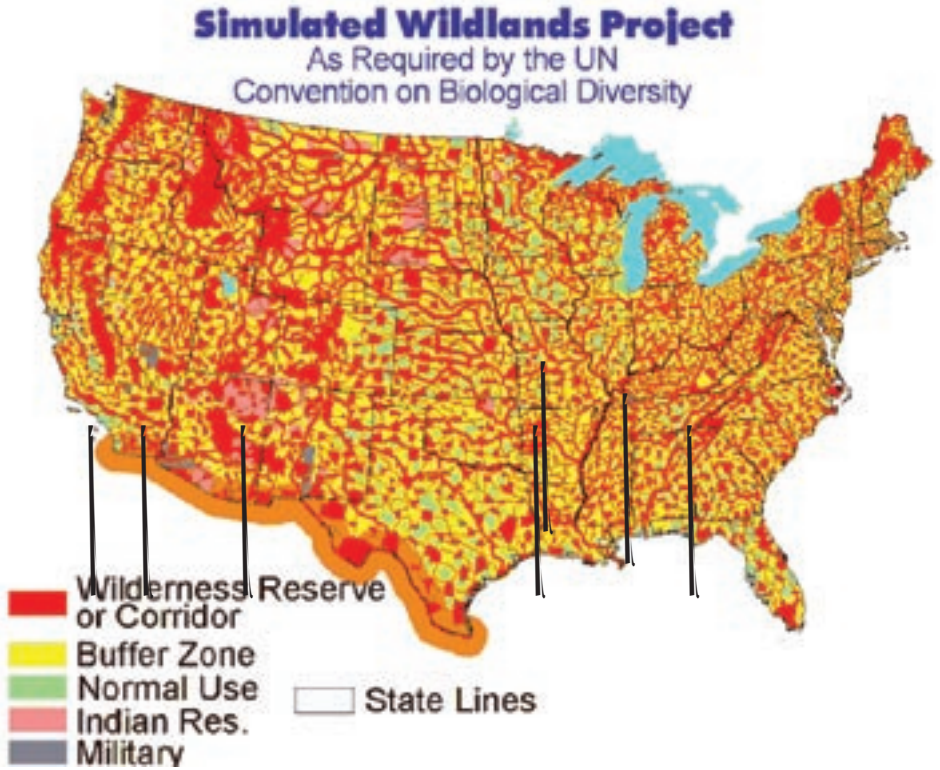 Simulated Wildlands Project
As Required by the UN
Convention on Biological Diversity
Wilderness Reserve
or Corridor
Buffer Zone
Normal Use
State Lines
Indian Res.
Military